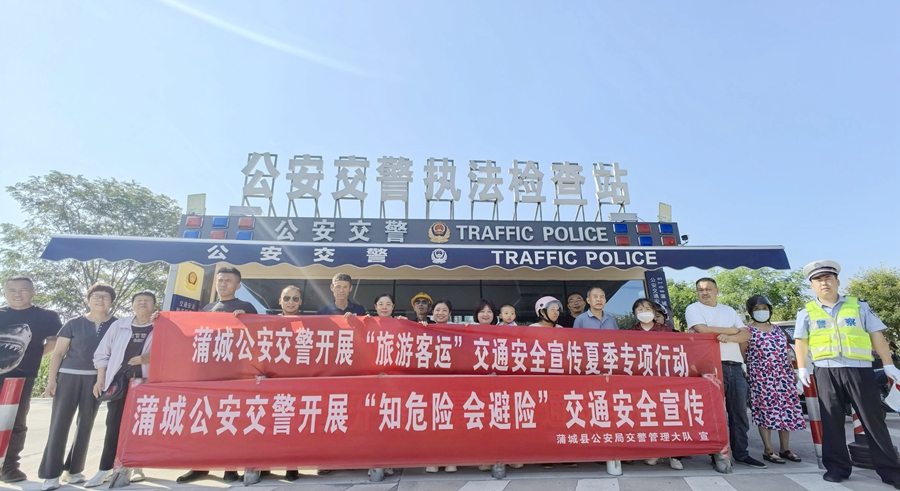 公安交警执法检查站
公安交警 TRAFFIC POLICE
公安交警 TRAFFIC POLICE
蒲城公安交警开展“旅游客运”交通安全宣传夏季专项行动
蒲城公安交警开展“知危险 会避险”交通安全宣传
蒲城县公安局交警管理大队 宣
警察